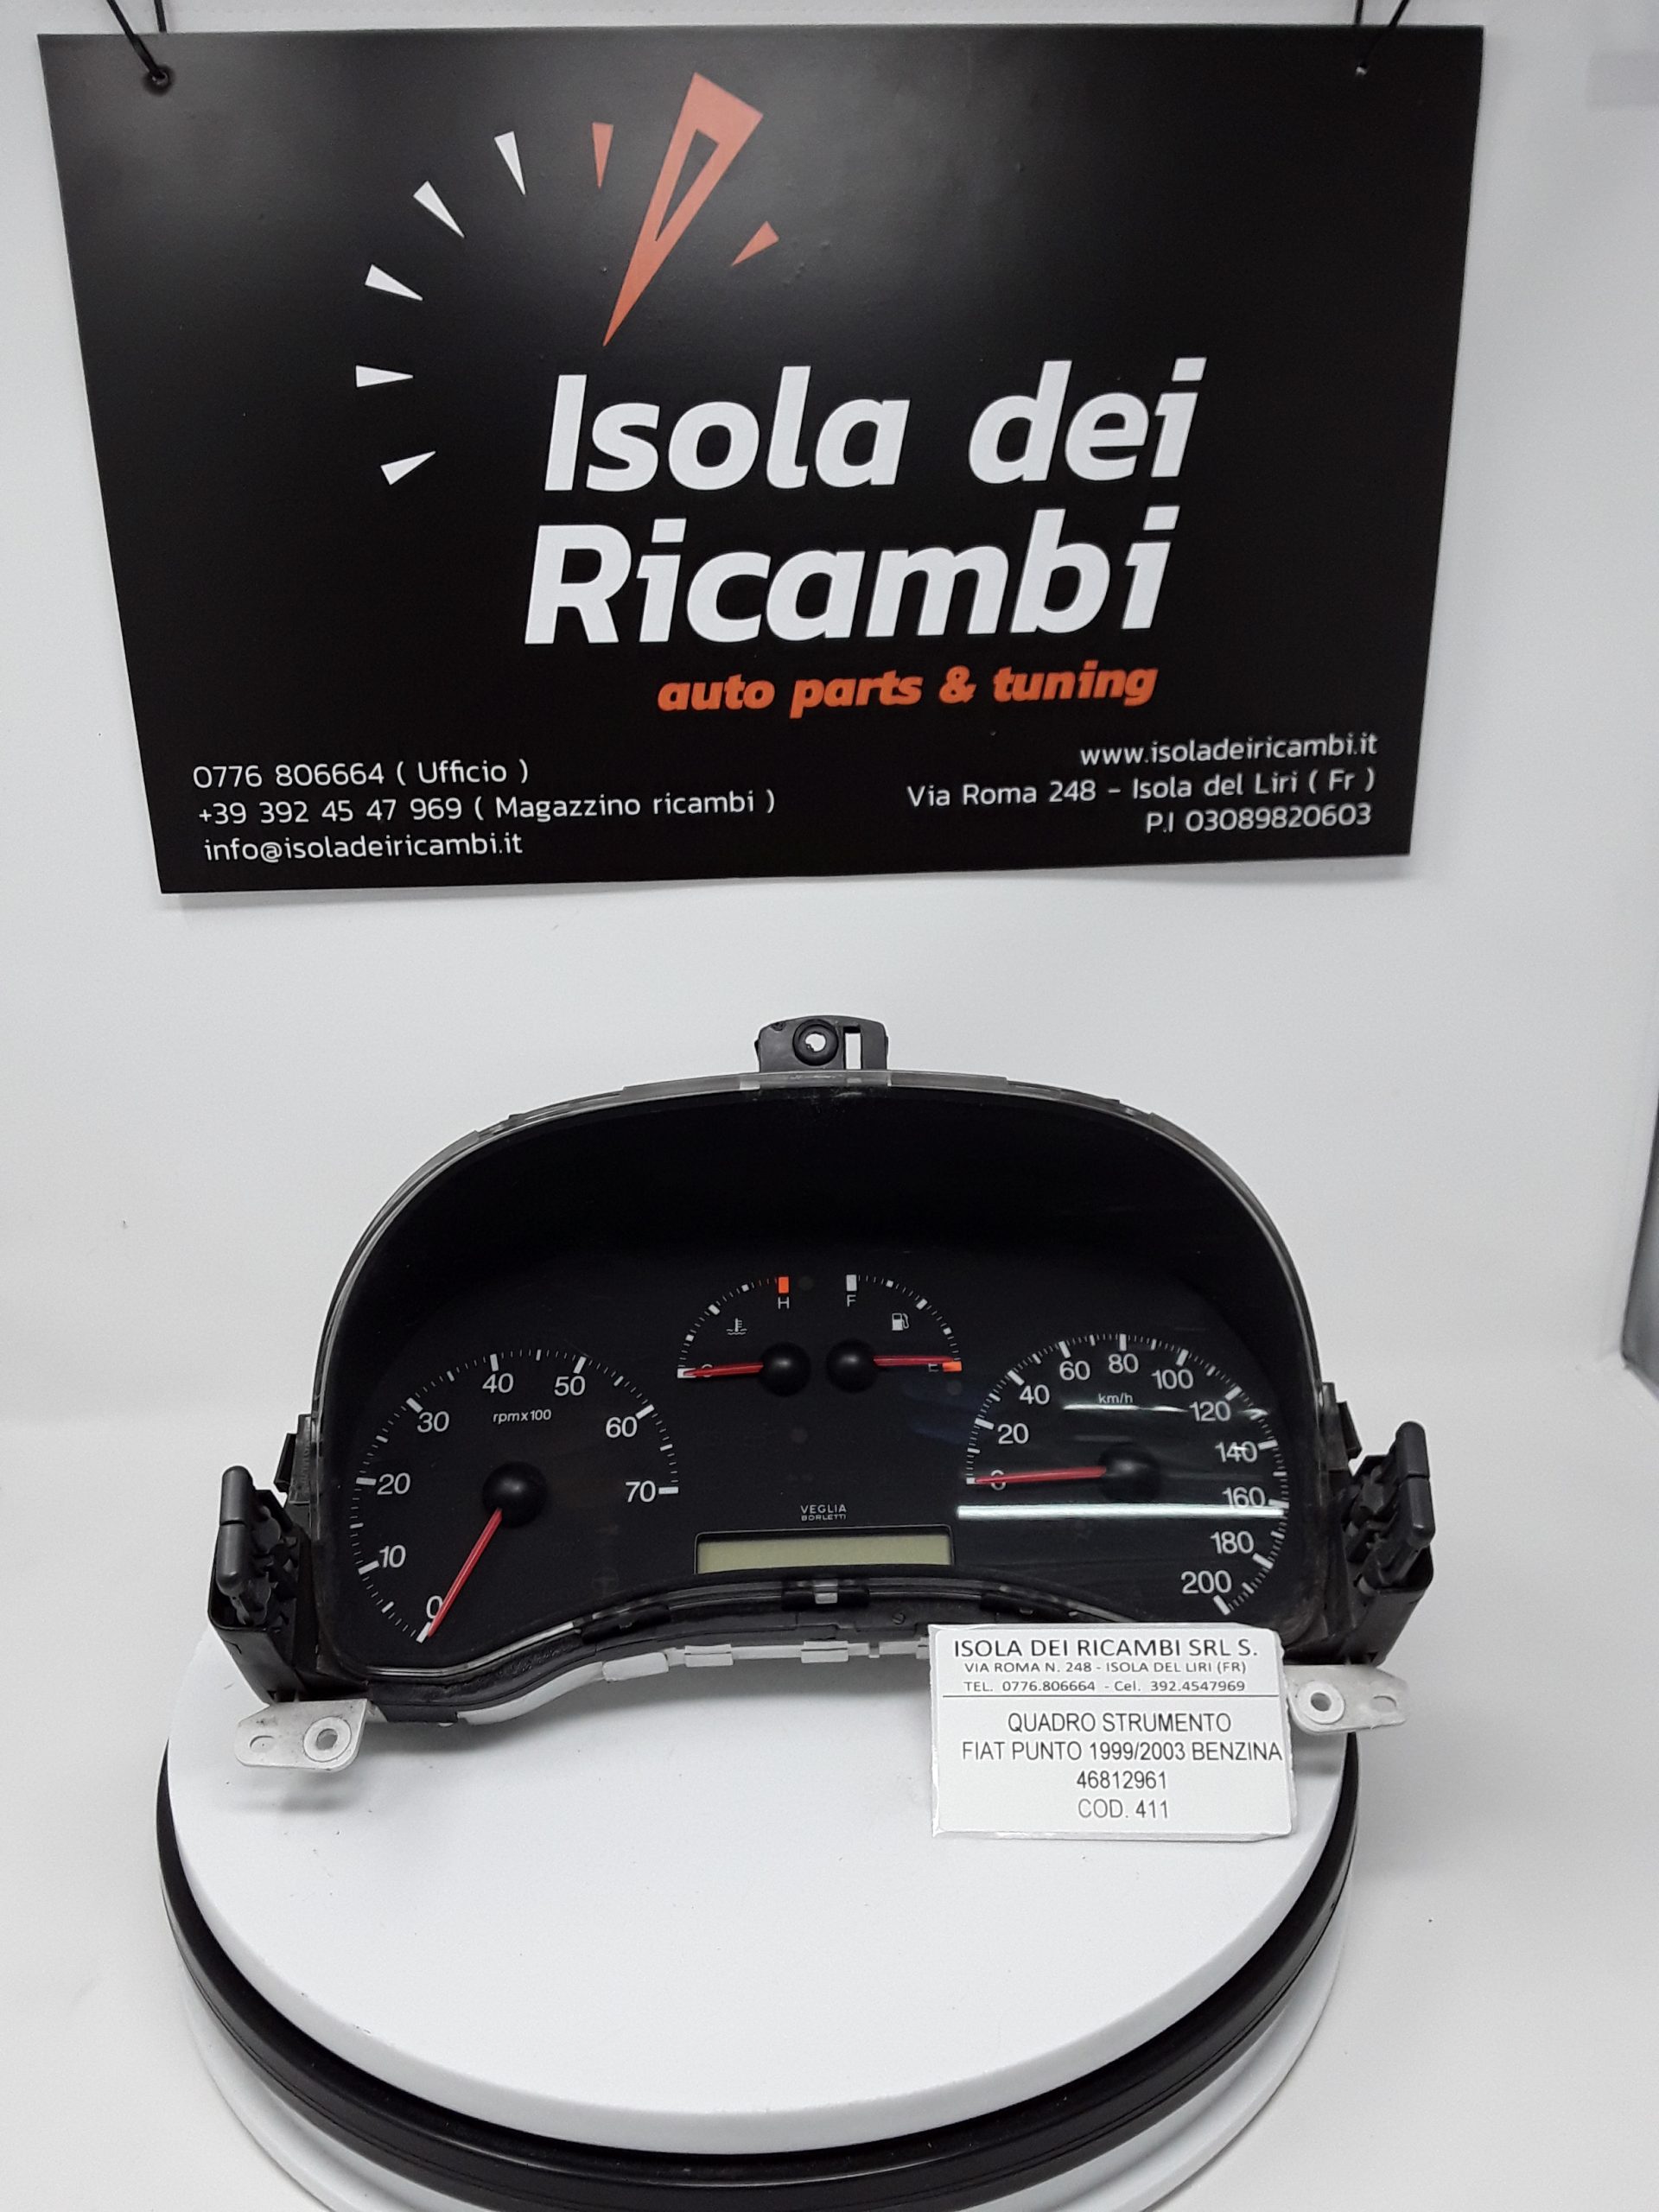 Isola dei
Ricambi
auto parts & tuning
0776 806664 ( Ufficio )
+39 392 45 47 969 ( Magazzino ricambi )
info@isoladeiricambi.it
www.isoladeiricambi.it
Via Roma 248 - Isola del Liri ( Fr )
P.I 03089820603
H
F
E
0
10
20
30
40
50
60
70
rpmx100
VEGLIA
BORLETTI
20
40
60
80
100
120
140
160
180
200
km/h
ISOLA DEI RICAMBI SRL S.
VIA ROMA N. 248 - ISOLA DEL LIRI (FR)
TEL. 0776.806664 - Cel. 392.4547969
QUADRO STRUMENTO
FIAT PUNTO 1999/2003 BENZINA
46812961
COD. 411